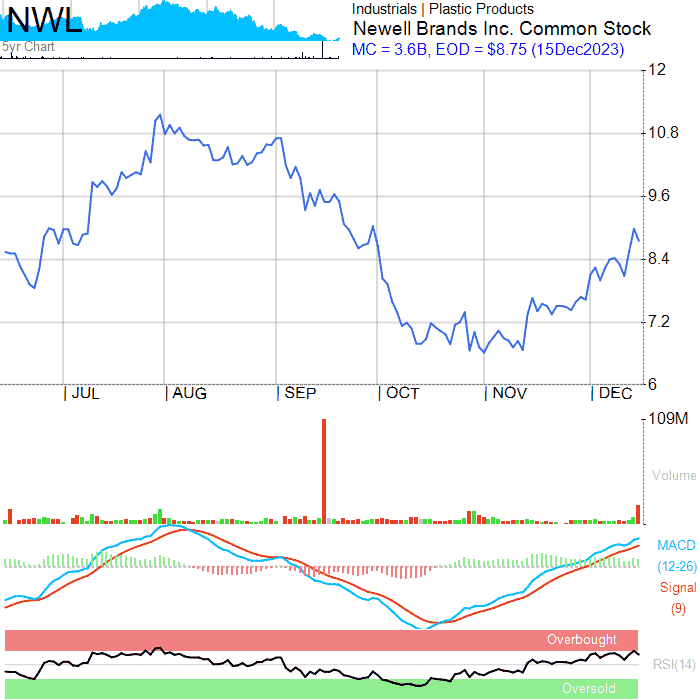 NWL
5yr Chart
Industrials | Plastic Products
Newell Brands Inc. Common Stock
MC = 3.6B, EOD = $8.75 (15Dec2023)
12
10.8
9.6
8.4
7.2
6
| JUL | AUG | SEP | OCT | NOV | DEC
109M
Volume
MACD
(12-26)
Signal
(9)
Overbought
RSI(14)
Oversold